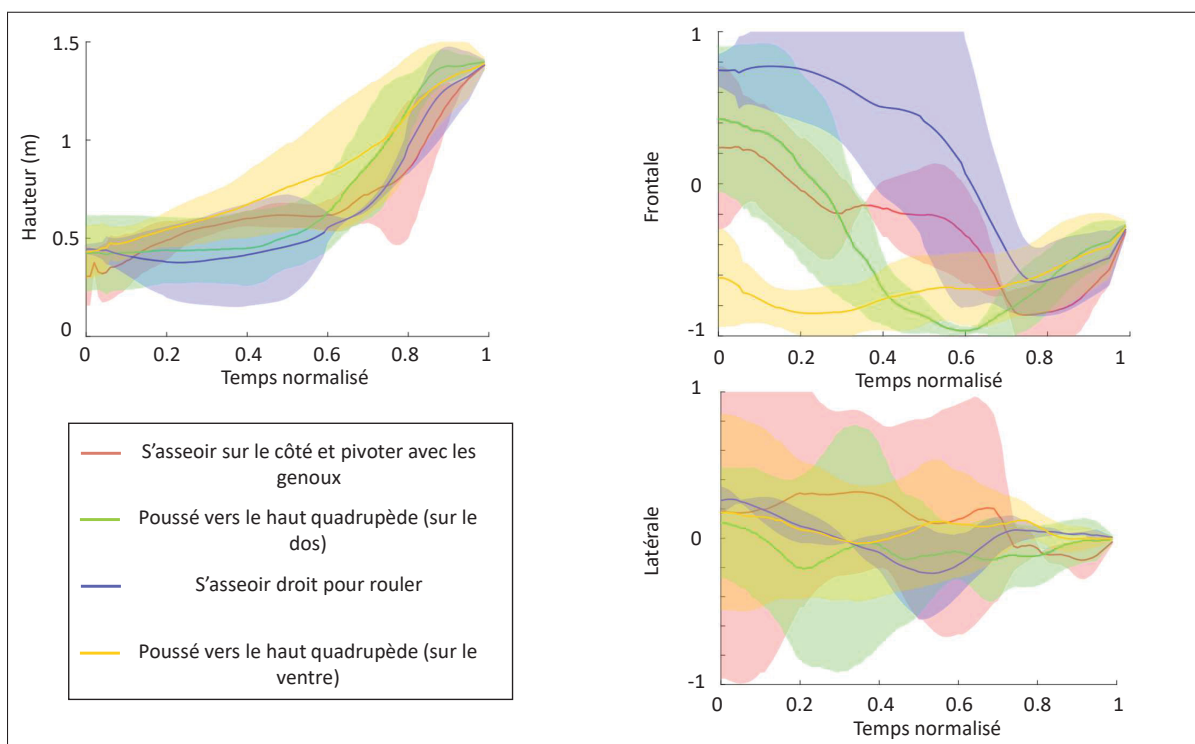 1.5
1
0.5
0
Hauteur (m)
0 0.2 0.4 0.6 0.8 1
Temps normalisé
1
0
-1
Frontale
0 0.2 0.4 0.6 0.8 1
Temps normalisé
S'asseoir sur le côté et pivoter avec les
genoux
Poussé vers le haut quadrupède (sur le
dos)
S'asseoir droit pour rouler
Poussé vers le haut quadrupède (sur le
ventre)
1
0
-1
Latérale
0 0.2 0.4 0.6 0.8 1
Temps normalisé